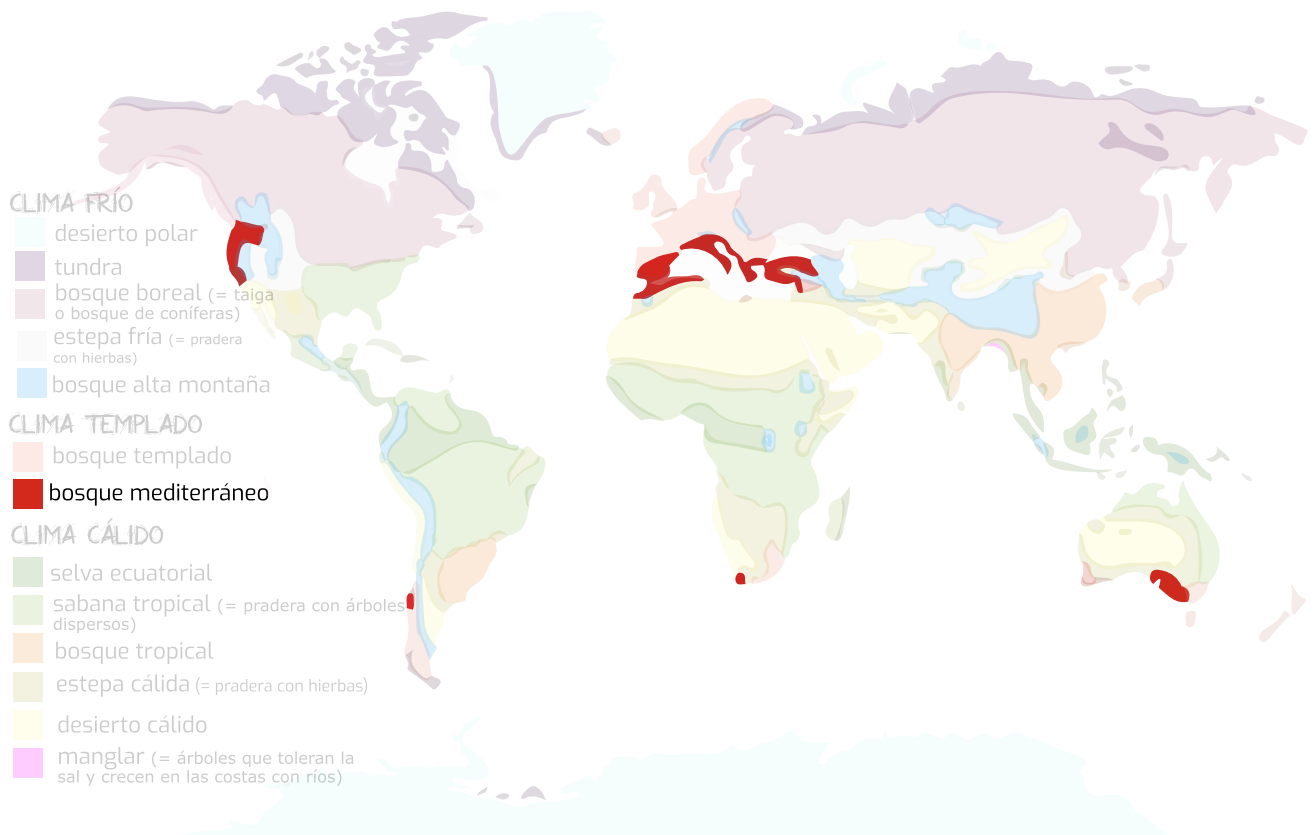 CLIMA FRÍO
desierto polar
tundra
bosque boreal (= taiga
o bosque de coníferas)
estepa fría (= pradera
con hierbas)
bosque alta montaña
CLIMA TEMPLADO
bosque templado
bosque mediterráneo
CLIMA CÁLIDO
selva ecuatorial
sabana tropical (= pradera con árboles
dispersos)
bosque tropical
estepa cálida (= pradera con hierbas)
desierto cálido
manglar (= árboles que toleran la
sal y crecen en las costas con ríos)